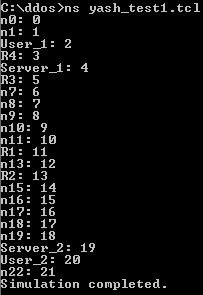 C:\ddos>ns yash_test1.tcl
n0: 0
n1: 1
User_1: 2
R4: 3
Server_1: 4
R3: 5
n7: 6
n8: 7
n9: 8
n10: 9
n11: 10
R1: 11
n13: 12
R2: 13
n15: 14
n16: 15
n17: 16
n18: 17
n19: 18
Server_2: 19
User_2: 20
n22: 21
Simulation completed.